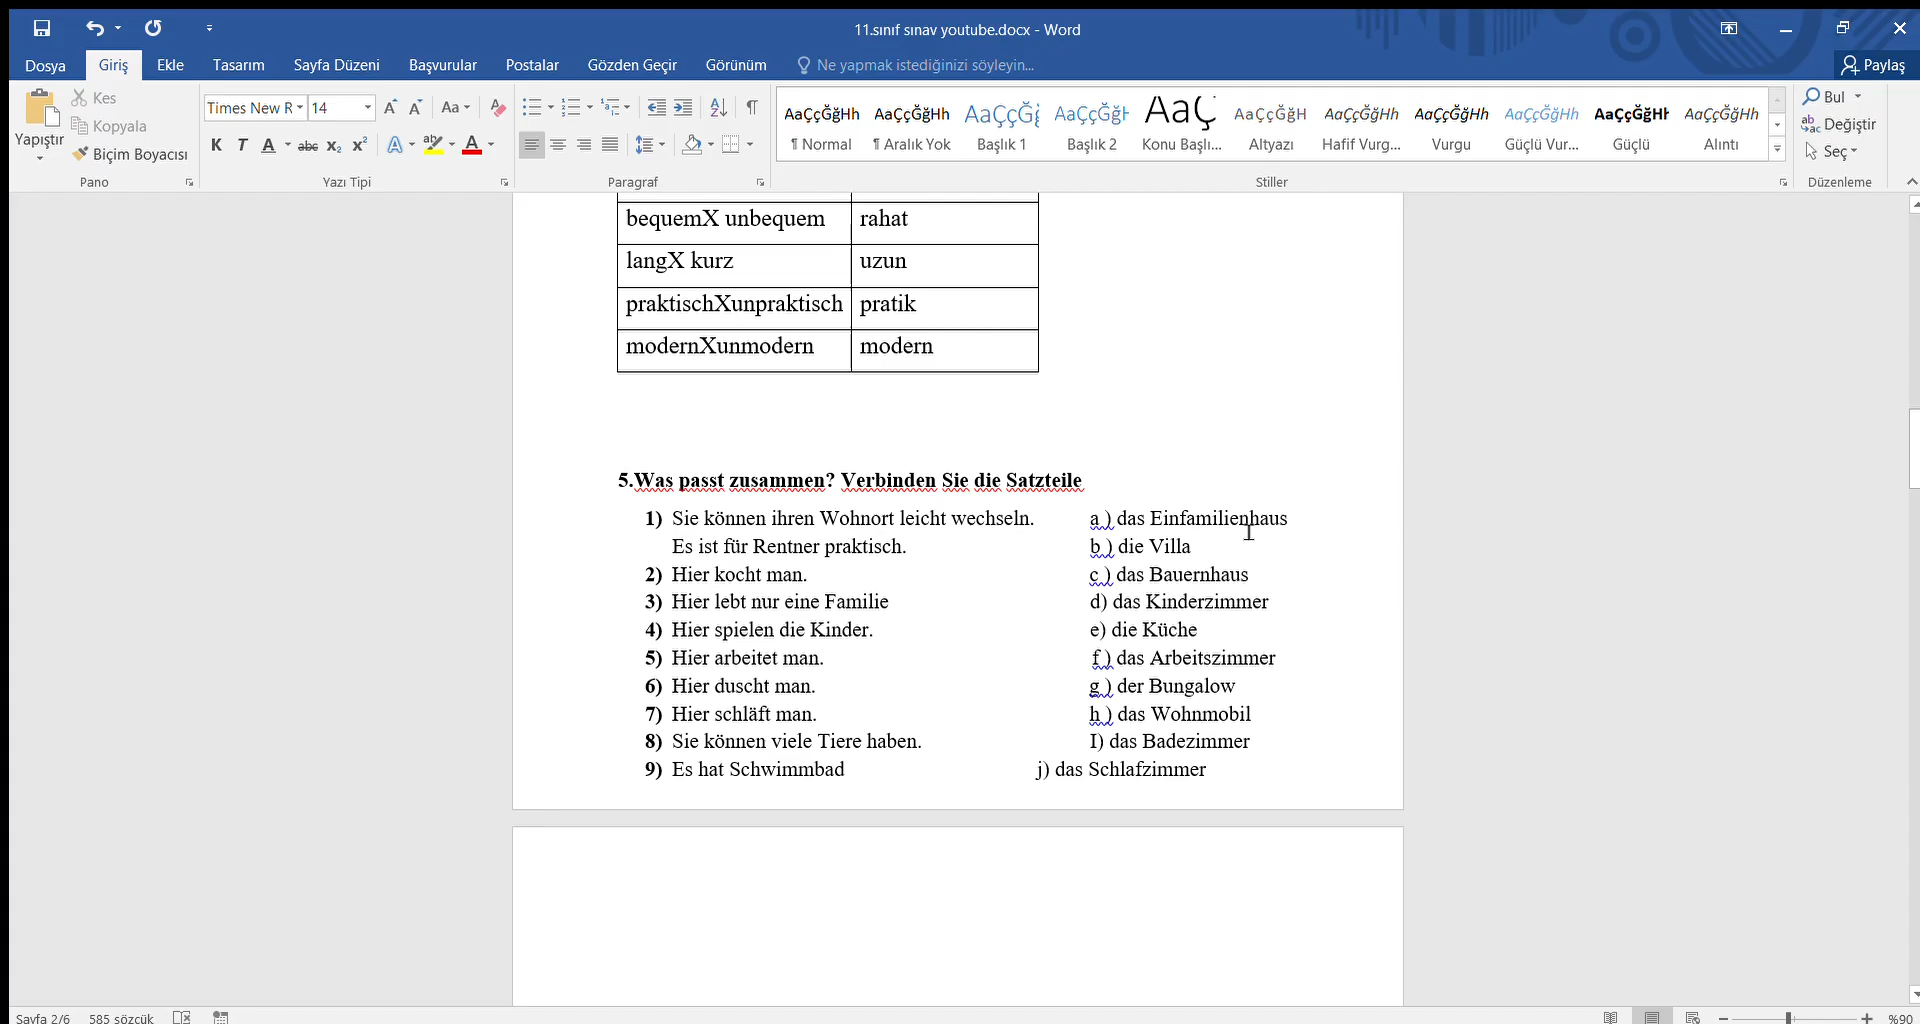 11.sınıf sınav youtube.docx - Word
Dosya Giriş Ekle Tasarım Sayfa Düzeni Başvurular Postalar Gözden Geçir Görünüm Ne yapmak istediğinizi söyleyin... Paylaş
Yapıştır
Kes
Kopyala
Biçim Boyacısı
Pano
Times New R 14 Aa
K T A abc x₂ x² A A
Yazı Tipi
Paragraf
AaÇçĞğHh AaÇçĞğHh AaÇçĞğ AaÇçĞğH AaÇ AaÇçĞğH AaÇçĞğHh AaÇçĞğHh AaÇçĞğHh AaÇçĞğHh AaÇçĞğHh
¶ Normal ¶ Aralık Yok Başlık 1 Başlık 2 Konu Başlı... Altyazı Hafif Vurg... Vurgu Güçlü Vur... Güçlü Alıntı
Stiller
Bul
Değiştir
Seç
Düzenleme
bequemX unbequem rahat
langX kurz uzun
praktischXunpraktisch pratik
modernXunmodern modern
5.Was passt zusammen? Verbinden Sie die Satzteile
1) Sie können ihren Wohnort leicht wechseln. a ) das Einfamilienhaus
Es ist für Rentner praktisch. b ) die Villa
2) Hier kocht man. c ) das Bauernhaus
3) Hier lebt nur eine Familie d) das Kinderzimmer
4) Hier spielen die Kinder. e) die Küche
5) Hier arbeitet man. f ) das Arbeitszimmer
6) Hier duscht man. g ) der Bungalow
7) Hier schläft man. h ) das Wohnmobil
8) Sie können viele Tiere haben. I) das Badezimmer
9) Es hat Schwimmbad j) das Schlafzimmer
Sayfa 2/6 585 sözcük %90